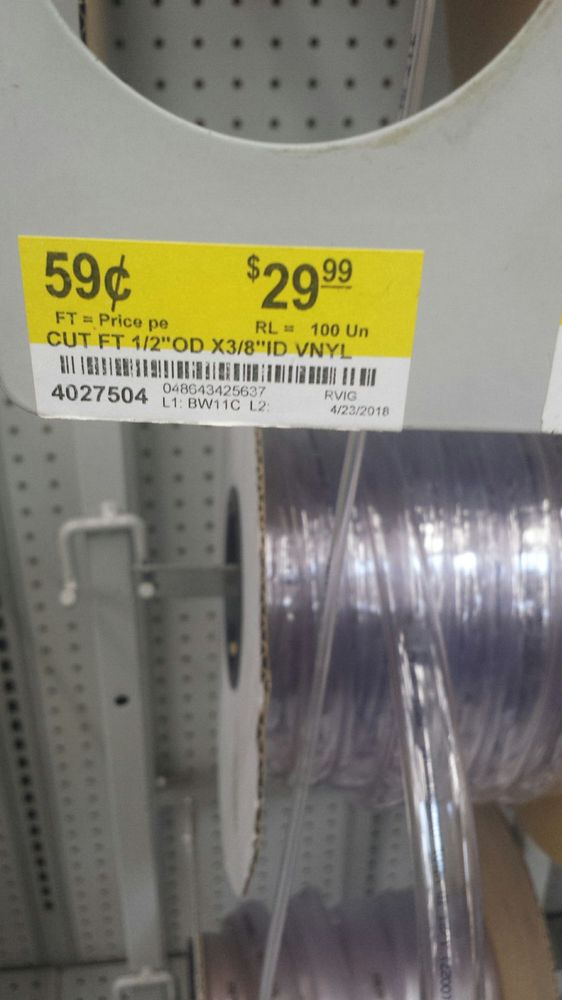 59¢ $29.99
FT = Price pe RL = 100 Un
CUT FT 1/2"OD X3/8"ID VNYL
4027504 048643425637 RVIG
L1: BW11C L2: 4/23/2018